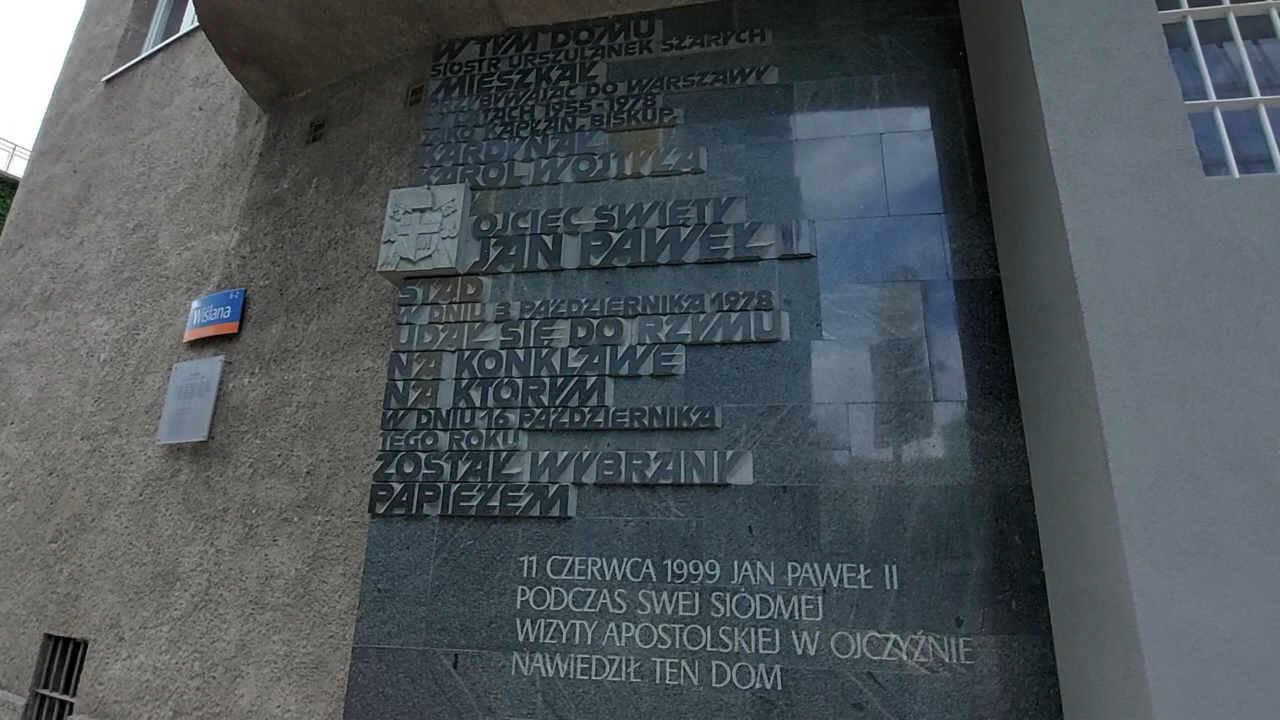 W TYM DOMU
SIOSTR URSZULANEK SZARYCH
MIESZKAŁ
PRZYBYWAJĄC DO WARSZAWY
W LATACH 1955-1978
JAKO KAPŁAN, BISKUP,
KARDYNAŁ
KAROL WOJTYŁA
OJCIEC ŚWIĘTY
JAN PAWEŁ II
STĄD
W DNIU 3 PAŹDZIERNIKA 1978
UDAŁ SIĘ DO RZYMU
NA KONKLAWE
NA KTÓRYM
W DNIU 16 PAŹDZIERNIKA
TEGO ROKU
ZOSTAŁ WYBRANY
PAPIEŻEM
11 CZERWCA 1999 JAN PAWEŁ II
PODCZAS SWEJ SIÓDMEJ
WIZYTY APOSTOLSKIEJ W OJCZYŹNIE
NAWIEDZIŁ TEN DOM
6-2
Wiślana